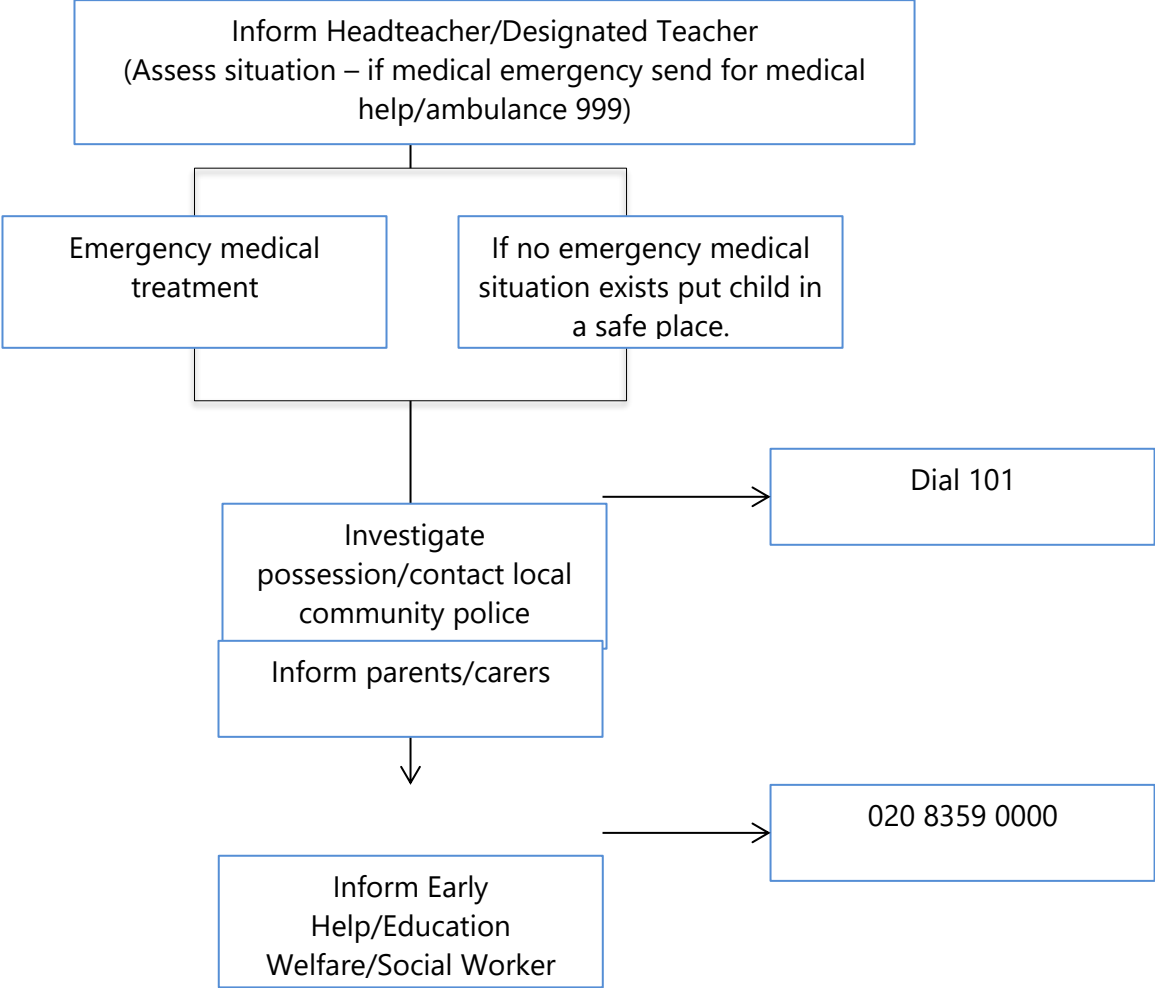 Inform Headteacher/Designated Teacher
(Assess situation – if medical emergency send for medical
help/ambulance 999)
Emergency medical
treatment
If no emergency medical
situation exists put child in
a safe place.
Dial 101
Investigate
possession/contact local
community police
Inform parents/carers
020 8359 0000
Inform Early
Help/Education
Welfare/Social Worker